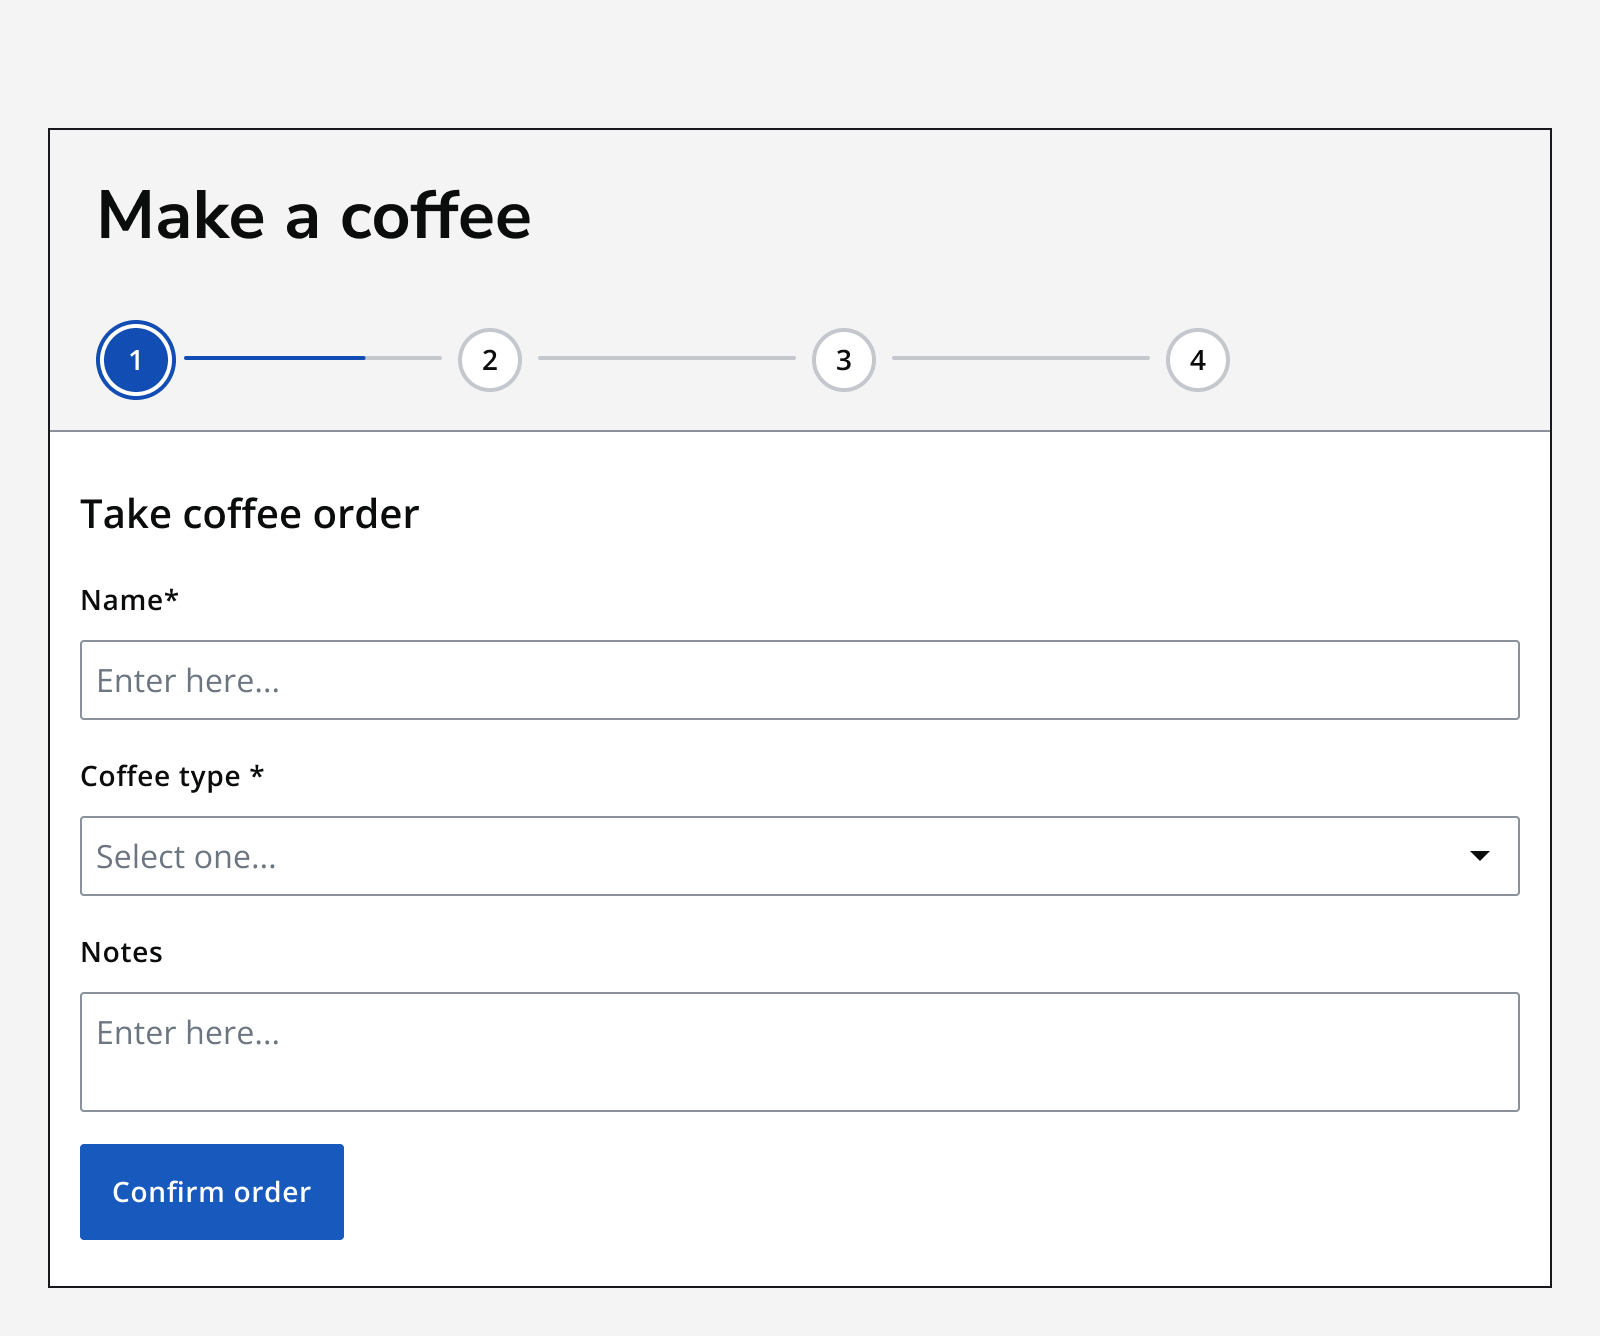 Make a coffee
1 2 3 4
Take coffee order
Name*
Enter here...
Coffee type *
Select one...
Notes
Enter here...
Confirm order